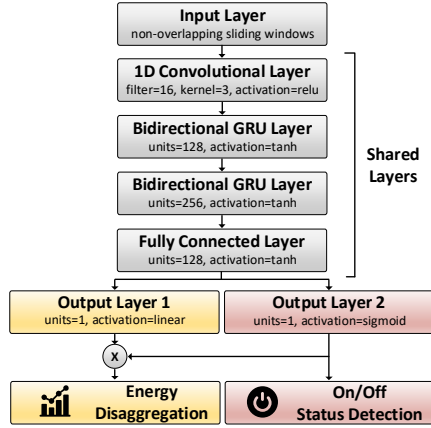 Input Layer
non-overlapping sliding windows
1D Convolutional Layer
filter=16, kernel=3, activation=relu
Bidirectional GRU Layer
units=128, activation=tanh
Bidirectional GRU Layer
units=256, activation=tanh
Fully Connected Layer
units=128, activation=tanh
Shared
Layers
Output Layer 1
units=1, activation=linear
Output Layer 2
units=1, activation=sigmoid
X
Energy
Disaggregation
On/Off
Status Detection